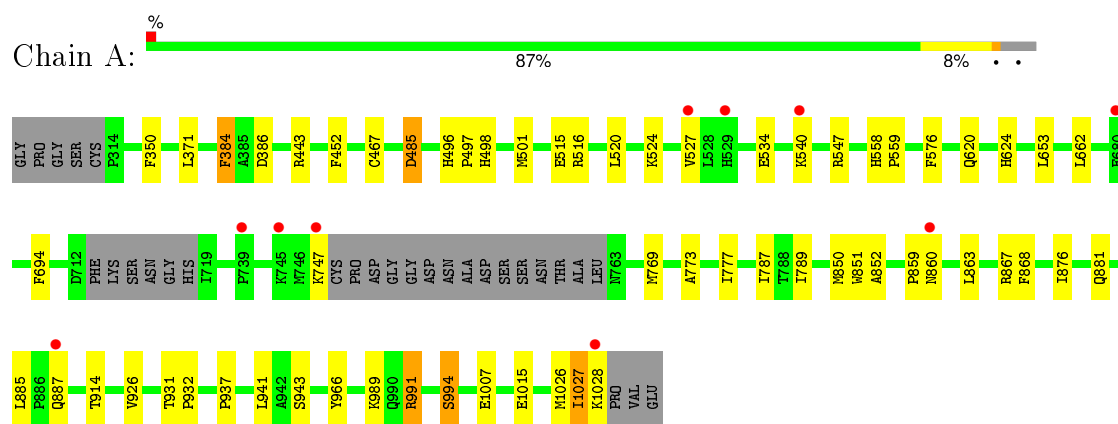 %
Chain A:
87%
8%
GLY PRO GLY SER CYS P314 F350 L371 F384 A385 D386 R443 F452 C467 D485 H496 P497 H498 M501 E515 R516 L520 K524 V527 L528 H529 E534 K540 R547 H558 P559 F576 Q620 H624 L653 L662
F694 D712 PHE LYS SER ASN GLY HIS I719 P739 K745 M746 K747 CYS PRO ASP GLY GLY ASP ASN ALA ASP SER SER ASN THR ALA LEU N763 M769 A773 I777 I787 T788 I789 M850 W851 A852 P859 N860 L863 R867 F868 I876 Q881
L885 P886 Q887 T914 V926 T931 P932 P937 L941 A942 S943 Y966 K989 Q990 R991 S994 E1007 E1015 M1026 I1027 K1028 PRO VAL GLU